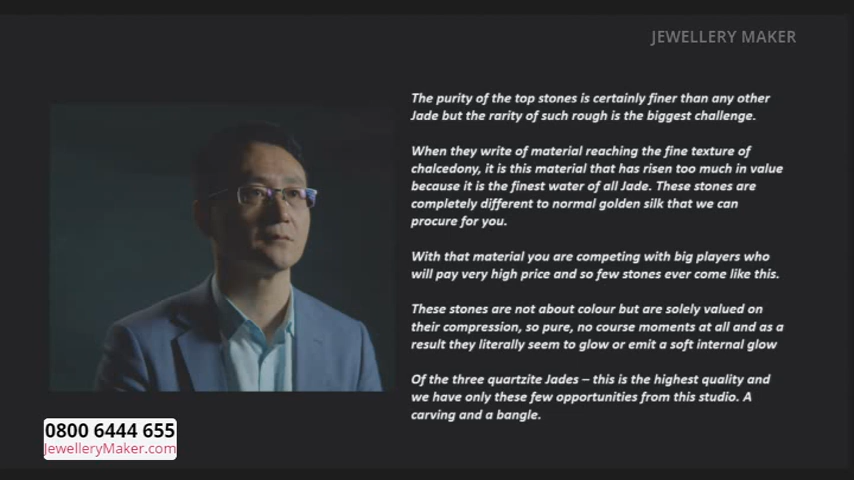 JEWELLERY MAKER
The purity of the top stones is certainly finer than any other
Jade but the rarity of such rough is the biggest challenge.
When they write of material reaching the fine texture of
chalcedony, it is this material that has risen too much in value
because it is the finest water of all Jade. These stones are
completely different to normal golden silk that we can
procure for you.
With that material you are competing with big players who
will pay very high price and so few stones ever come like this.
These stones are not about colour but are solely valued on
their compression, so pure, no course moments at all and as a
result they literally seem to glow or emit a soft internal glow
Of the three quartzite Jades – this is the highest quality and
we have only these few opportunities from this studio. A
carving and a bangle.
0800 6444 655
JewelleryMaker.com